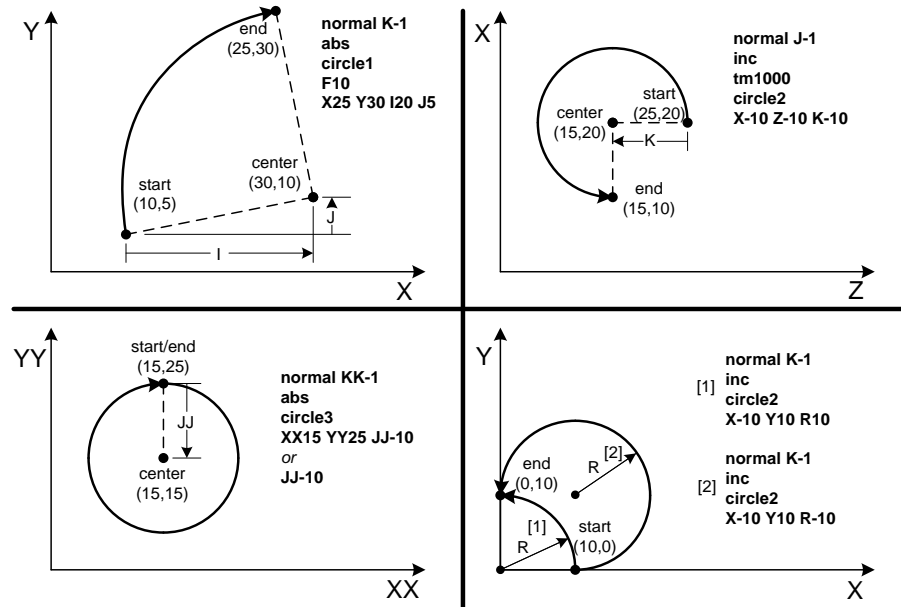 Y
end
(25,30)
start
(10,5)
center
(30,10)
J
I
X
normal K-1
abs
circle1
F10
X25 Y30 I20 J5
X
center
(15,20)
start
(25,20)
K
end
(15,10)
Z
normal J-1
inc
tm1000
circle2
X-10 Z-10 K-10
YY
start/end
(15,25)
JJ
center
(15,15)
XX
normal KK-1
abs
circle3
XX15 YY25 JJ-10
or
JJ-10
Y
end
(0,10)
[2]
R
[1]
R
start
(10,0)
X
normal K-1
[1] inc
circle2
X-10 Y10 R10
normal K-1
[2] inc
circle2
X-10 Y10 R-10